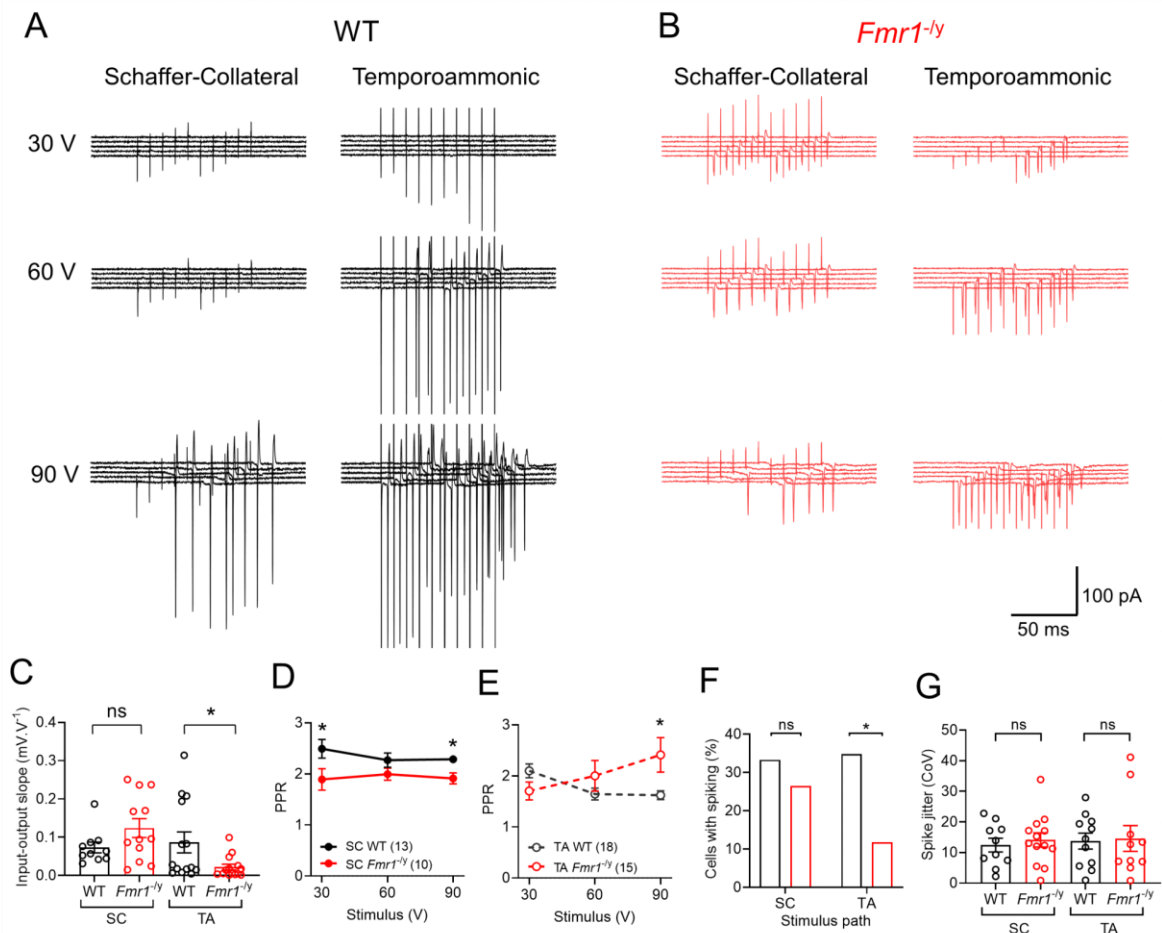 A
WT
Schaffer-Collateral
Temporoammonic
30 V
60 V
90 V
B
Fmr1-/y
Schaffer-Collateral
Temporoammonic
100 pA
50 ms
C
Input-output slope (mV.V-1)
0.4
0.3
0.2
0.1
0.0
ns
*
WT
Fmr1-/y
WT
Fmr1-/y
SC
TA
D
PPR
3
2
1
0
*
*
SC WT (13)
SC Fmr1-/y (10)
30
60
90
Stimulus (V)
E
PPR
3
2
1
0
*
TA WT (18)
TA Fmr1-/y (15)
30
60
90
Stimulus (V)
F
Cells with spiking (%)
40
30
20
10
0
ns
*
SC
TA
Stimulus path
G
Spike jitter (CoV)
50
40
30
20
10
0
ns
ns
WT
Fmr1-/y
WT
Fmr1-/y
SC
TA